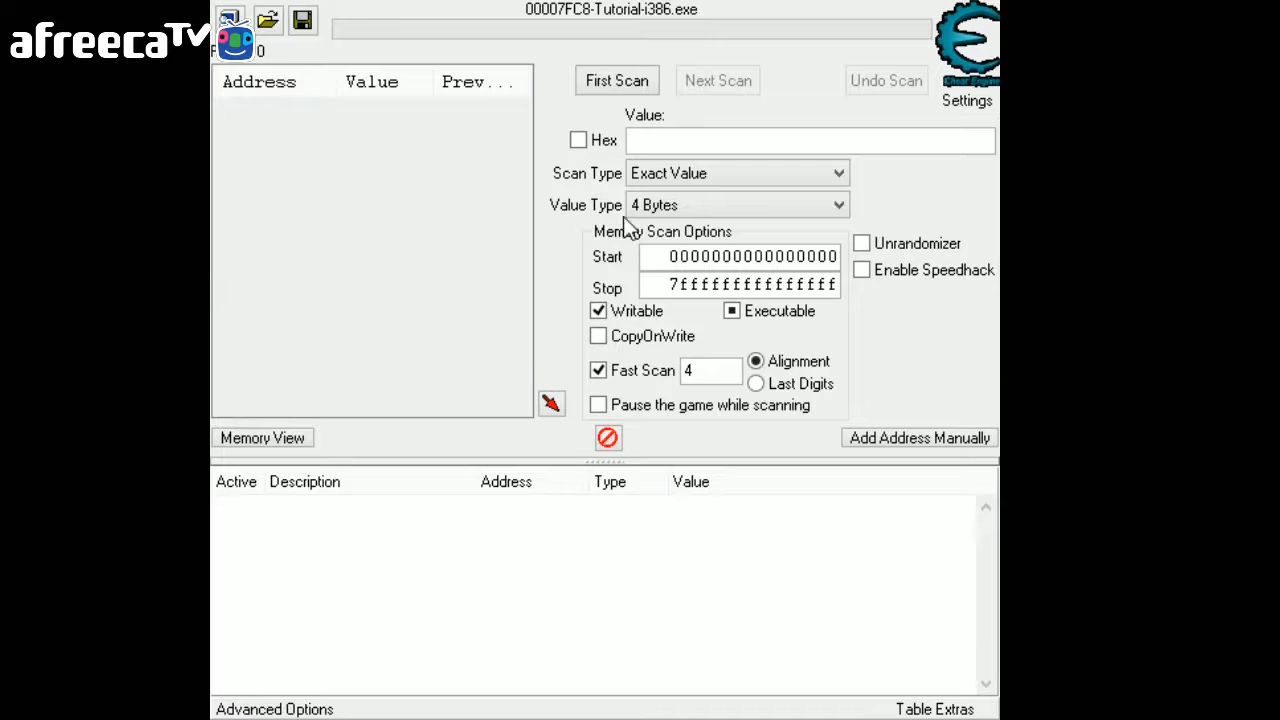 00007FC8-Tutorial-i386.exe
afreecaTV
0
Address Value Prev...
First Scan Next Scan Undo Scan
Cheat Engine
Settings
Value:
Hex
Scan Type Exact Value
Value Type 4 Bytes
Memory Scan Options
Start 0000000000000000
Stop 7fffffffffffffff
Unrandomizer
Enable Speedhack
Writable Executable
CopyOnWrite
Fast Scan 4 Alignment
Last Digits
Pause the game while scanning
Memory View Add Address Manually
Active Description Address Type Value
Advanced Options Table Extras